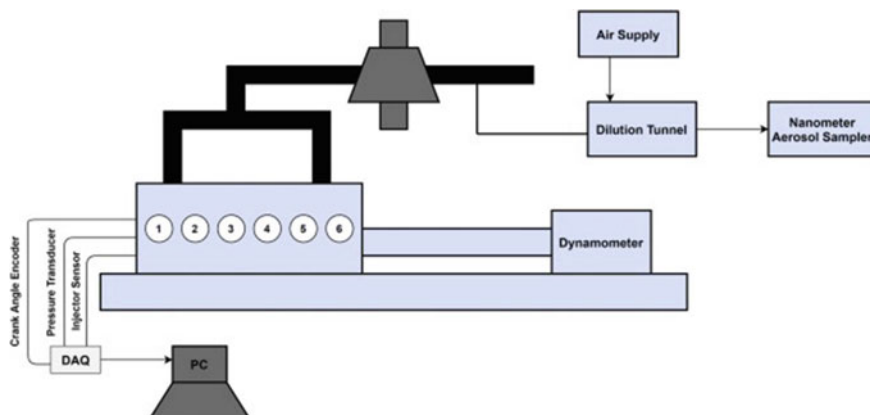 Air Supply
Dilution Tunnel
Nanometer
Aerosol Sampler
1 2 3 4 5 6
Dynamometer
Crank Angle Encoder
Pressure Transducer
Injector Sensor
DAQ
PC